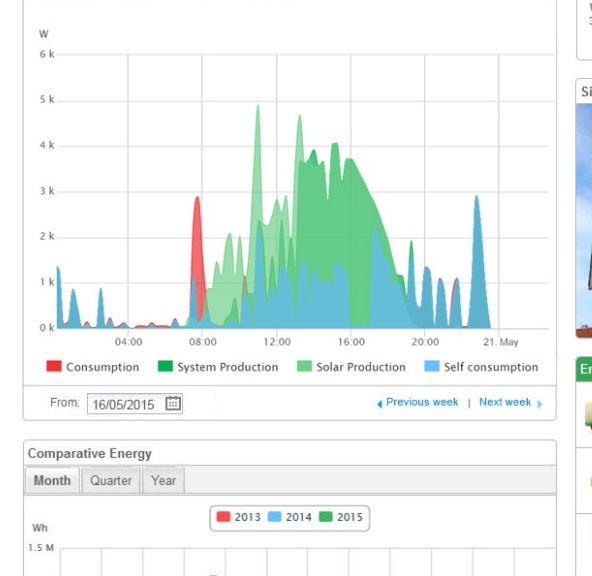 W
6 k
5 k
4 k
3 k
2 k
1 k
0 k
04:00 08:00 12:00 16:00 20:00 21. May
Consumption System Production Solar Production Self consumption
From: 16/05/2015 Previous week | Next week
Si
En
Comparative Energy
Month Quarter Year
2013 2014 2015
Wh
1.5 M